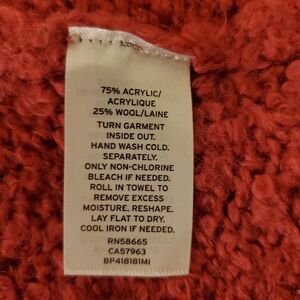 75% ACRYLIC/
ACRYLIQUE
25% WOOL/LAINE
TURN GARMENT
INSIDE OUT.
HAND WASH COLD.
SEPARATELY.
ONLY NON-CHLORINE
BLEACH IF NEEDED.
ROLL IN TOWEL TO
REMOVE EXCESS
MOISTURE. RESHAPE.
LAY FLAT TO DRY.
COOL IRON IF NEEDED.
RN58665
CA57963
BP418181MI